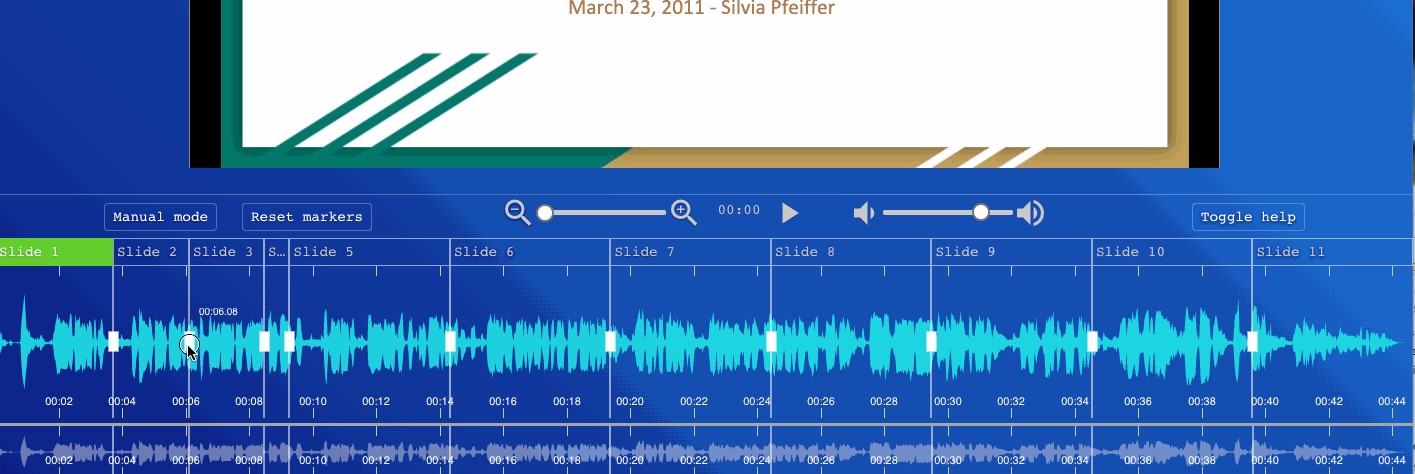 March 23, 2011 - Silvia Pfeiffer
Manual mode Reset markers 00:00 Toggle help
Slide 1 Slide 2 Slide 3 S… Slide 5 Slide 6 Slide 7 Slide 8 Slide 9 Slide 10 Slide 11
00:06.08
00:02 00:04 00:06 00:08 00:10 00:12 00:14 00:16 00:18 00:20 00:22 00:24 00:26 00:28 00:30 00:32 00:34 00:36 00:38 00:40 00:42 00:44
00:02 00:04 00:06 00:08 00:10 00:12 00:14 00:16 00:18 00:20 00:22 00:24 00:26 00:28 00:30 00:32 00:34 00:36 00:38 00:40 00:42 00:44